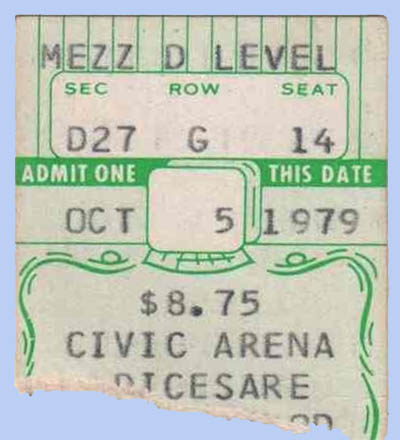 MEZZ D LEVEL
SEC ROW SEAT
D27 G 14
ADMIT ONE THIS DATE
OCT 5 1979
$8.75
CIVIC ARENA
DICESARE